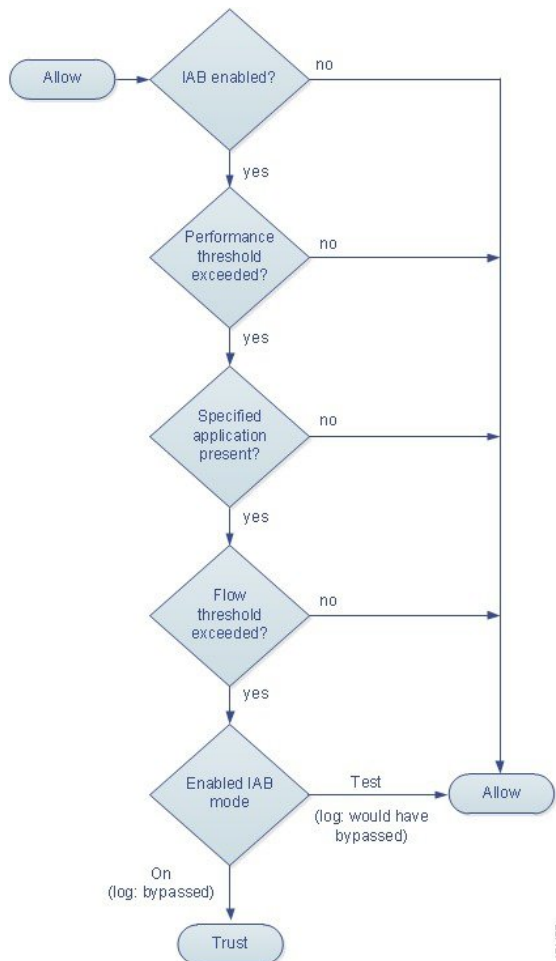 Allow
IAB enabled?
no
yes
Performance
threshold
exceeded?
no
yes
Specified
application
present?
no
yes
Flow
threshold
exceeded?
no
yes
Enabled IAB
mode
Test
(log: would have
bypassed)
Allow
On
(log: bypassed)
Trust